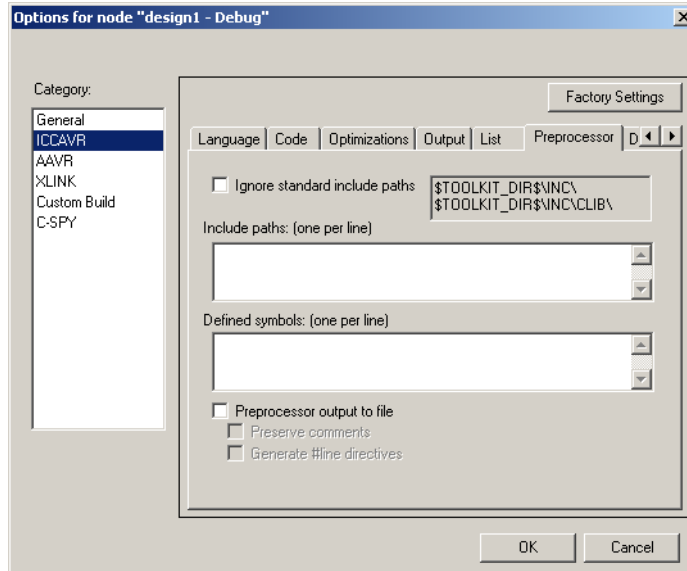 Options for node "design1 - Debug"
Category:
General
ICCAVR
AAVR
XLINK
Custom Build
C-SPY
Factory Settings
Language Code Optimizations Output List Preprocessor D
Ignore standard include paths
$TOOLKIT_DIR$\INC\
$TOOLKIT_DIR$\INC\CLIB\
Include paths: (one per line)
Defined symbols: (one per line)
Preprocessor output to file
Preserve comments
Generate #line directives
OK Cancel